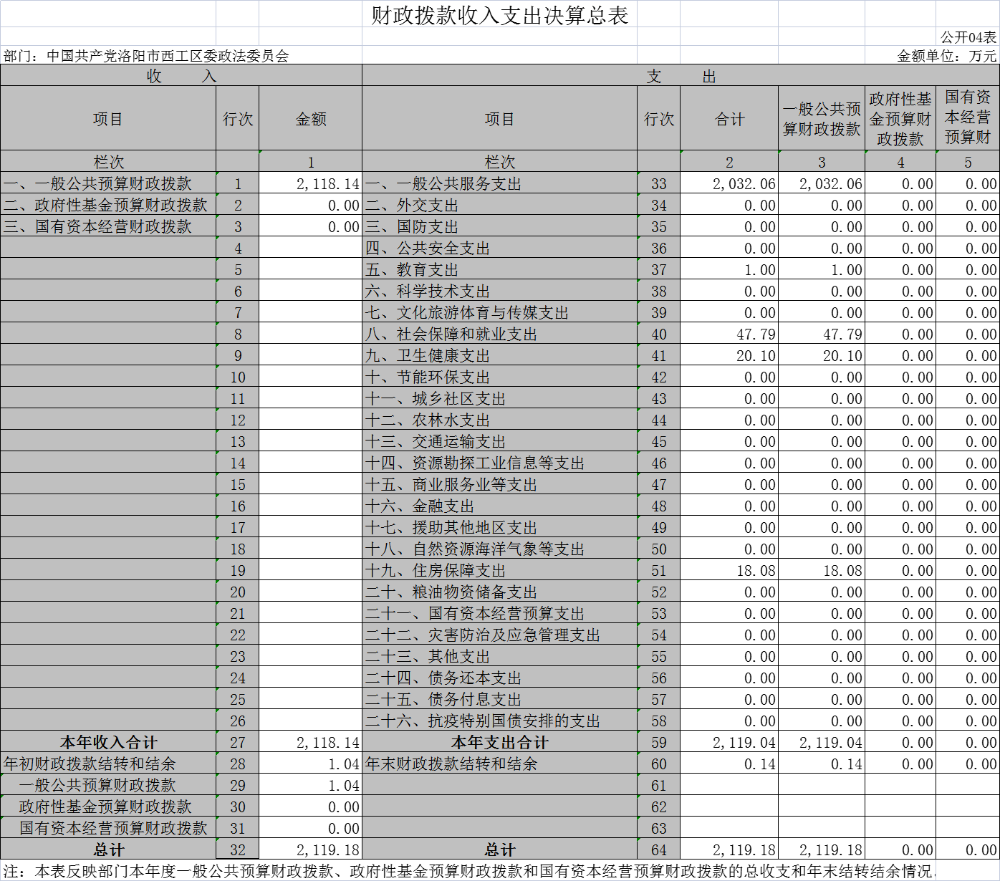 财政拨款收入支出决算总表
公开04表
部门：中国共产党洛阳市西工区委政法委员会 金额单位：万元
收 入 支 出
项目 行次 金额 项目 行次 合计 一般公共预算财政拨款 政府性基金预算财政拨款 国有资本经营预算财
栏次 1 栏次 2 3 4 5
一、一般公共预算财政拨款 1 2,118.14 一、一般公共服务支出 33 2,032.06 2,032.06 0.00 0.00
二、政府性基金预算财政拨款 2 0.00 二、外交支出 34 0.00 0.00 0.00 0.00
三、国有资本经营财政拨款 3 0.00 三、国防支出 35 0.00 0.00 0.00 0.00
4 四、公共安全支出 36 0.00 0.00 0.00 0.00
5 五、教育支出 37 1.00 1.00 0.00 0.00
6 六、科学技术支出 38 0.00 0.00 0.00 0.00
7 七、文化旅游体育与传媒支出 39 0.00 0.00 0.00 0.00
8 八、社会保障和就业支出 40 47.79 47.79 0.00 0.00
9 九、卫生健康支出 41 20.10 20.10 0.00 0.00
10 十、节能环保支出 42 0.00 0.00 0.00 0.00
11 十一、城乡社区支出 43 0.00 0.00 0.00 0.00
12 十二、农林水支出 44 0.00 0.00 0.00 0.00
13 十三、交通运输支出 45 0.00 0.00 0.00 0.00
14 十四、资源勘探工业信息等支出 46 0.00 0.00 0.00 0.00
15 十五、商业服务业等支出 47 0.00 0.00 0.00 0.00
16 十六、金融支出 48 0.00 0.00 0.00 0.00
17 十七、援助其他地区支出 49 0.00 0.00 0.00 0.00
18 十八、自然资源海洋气象等支出 50 0.00 0.00 0.00 0.00
19 十九、住房保障支出 51 18.08 18.08 0.00 0.00
20 二十、粮油物资储备支出 52 0.00 0.00 0.00 0.00
21 二十一、国有资本经营预算支出 53 0.00 0.00 0.00 0.00
22 二十二、灾害防治及应急管理支出 54 0.00 0.00 0.00 0.00
23 二十三、其他支出 55 0.00 0.00 0.00 0.00
24 二十四、债务还本支出 56 0.00 0.00 0.00 0.00
25 二十五、债务付息支出 57 0.00 0.00 0.00 0.00
26 二十六、抗疫特别国债安排的支出 58 0.00 0.00 0.00 0.00
本年收入合计 27 2,118.14 本年支出合计 59 2,119.04 2,119.04 0.00 0.00
年初财政拨款结转和结余 28 1.04 年末财政拨款结转和结余 60 0.14 0.14 0.00 0.00
一般公共预算财政拨款 29 1.04 61
政府性基金预算财政拨款 30 0.00 62
国有资本经营预算财政拨款 31 0.00 63
总计 32 2,119.18 总计 64 2,119.18 2,119.18 0.00 0.00
注：本表反映部门本年度一般公共预算财政拨款、政府性基金预算财政拨款和国有资本经营预算财政拨款的总收支和年末结转结余情况。